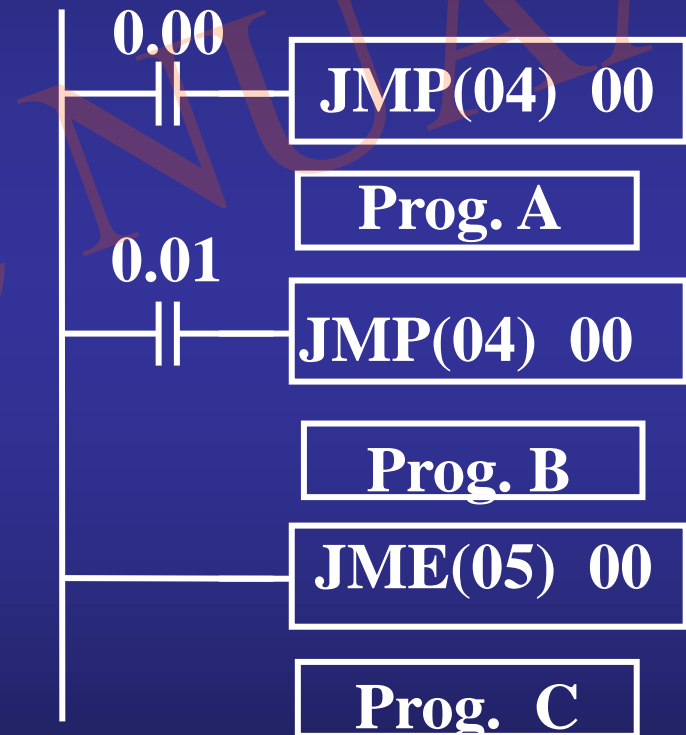 0.00
JMP(04) 00
Prog. A
0.01
JMP(04) 00
Prog. B
JME(05) 00
Prog. C